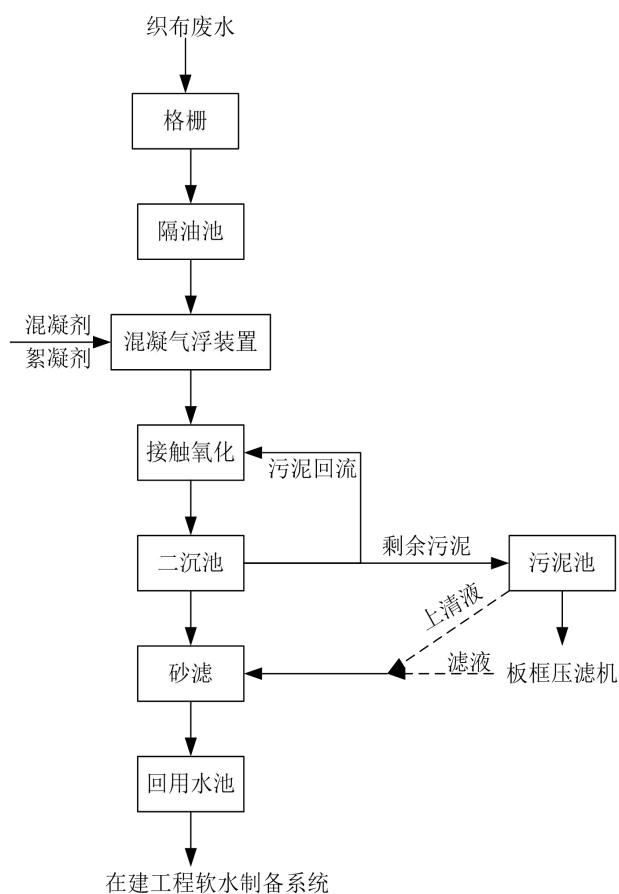 织布废水
格栅
隔油池
混凝剂
絮凝剂
混凝气浮装置
接触氧化
污泥回流
二沉池
剩余污泥
污泥池
上清液
砂滤
滤液
板框压滤机
回用水池
在建工程软水制备系统